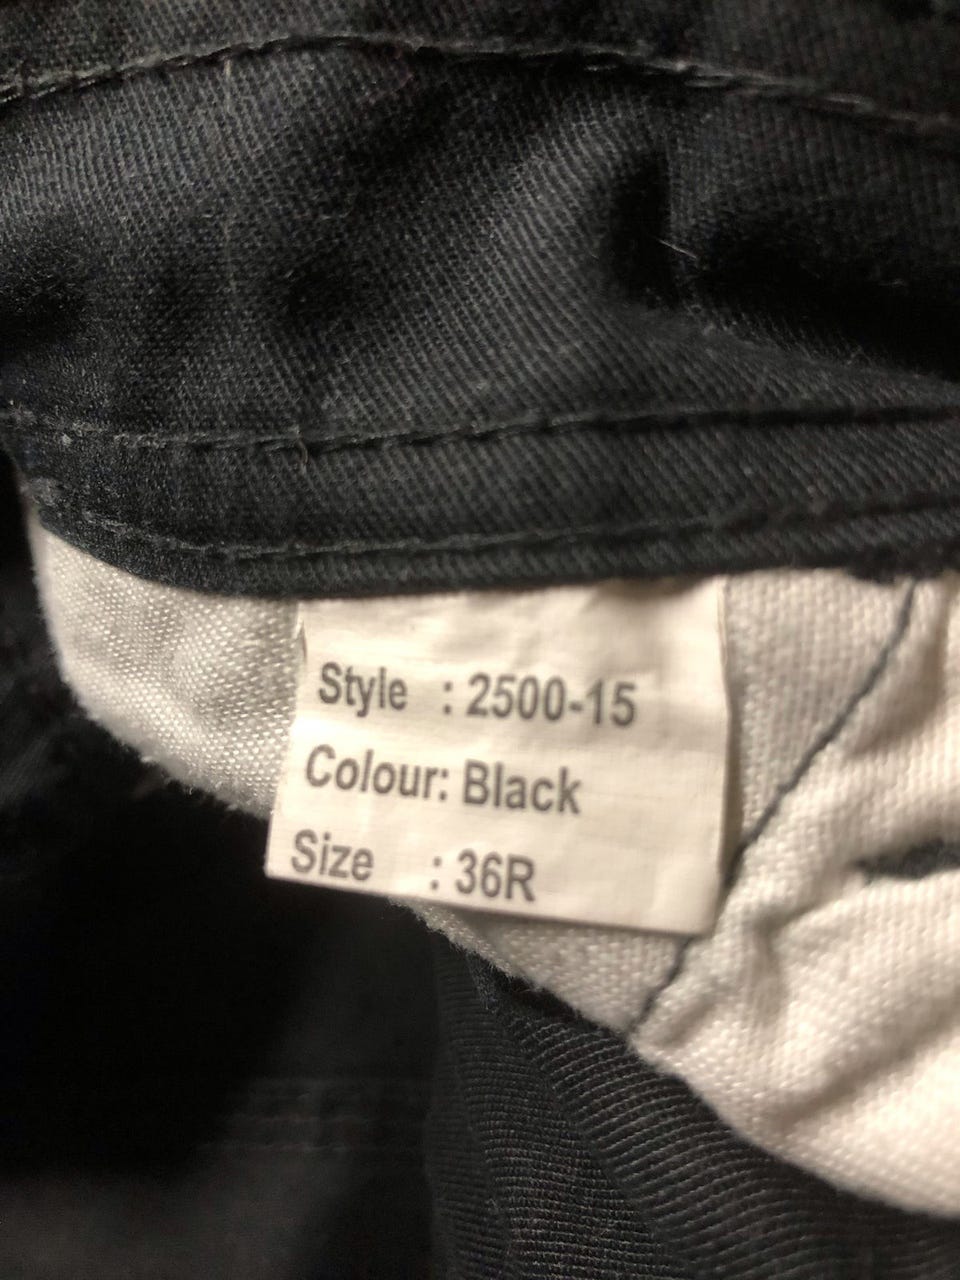 Style : 2500-15
Colour: Black
Size : 36R